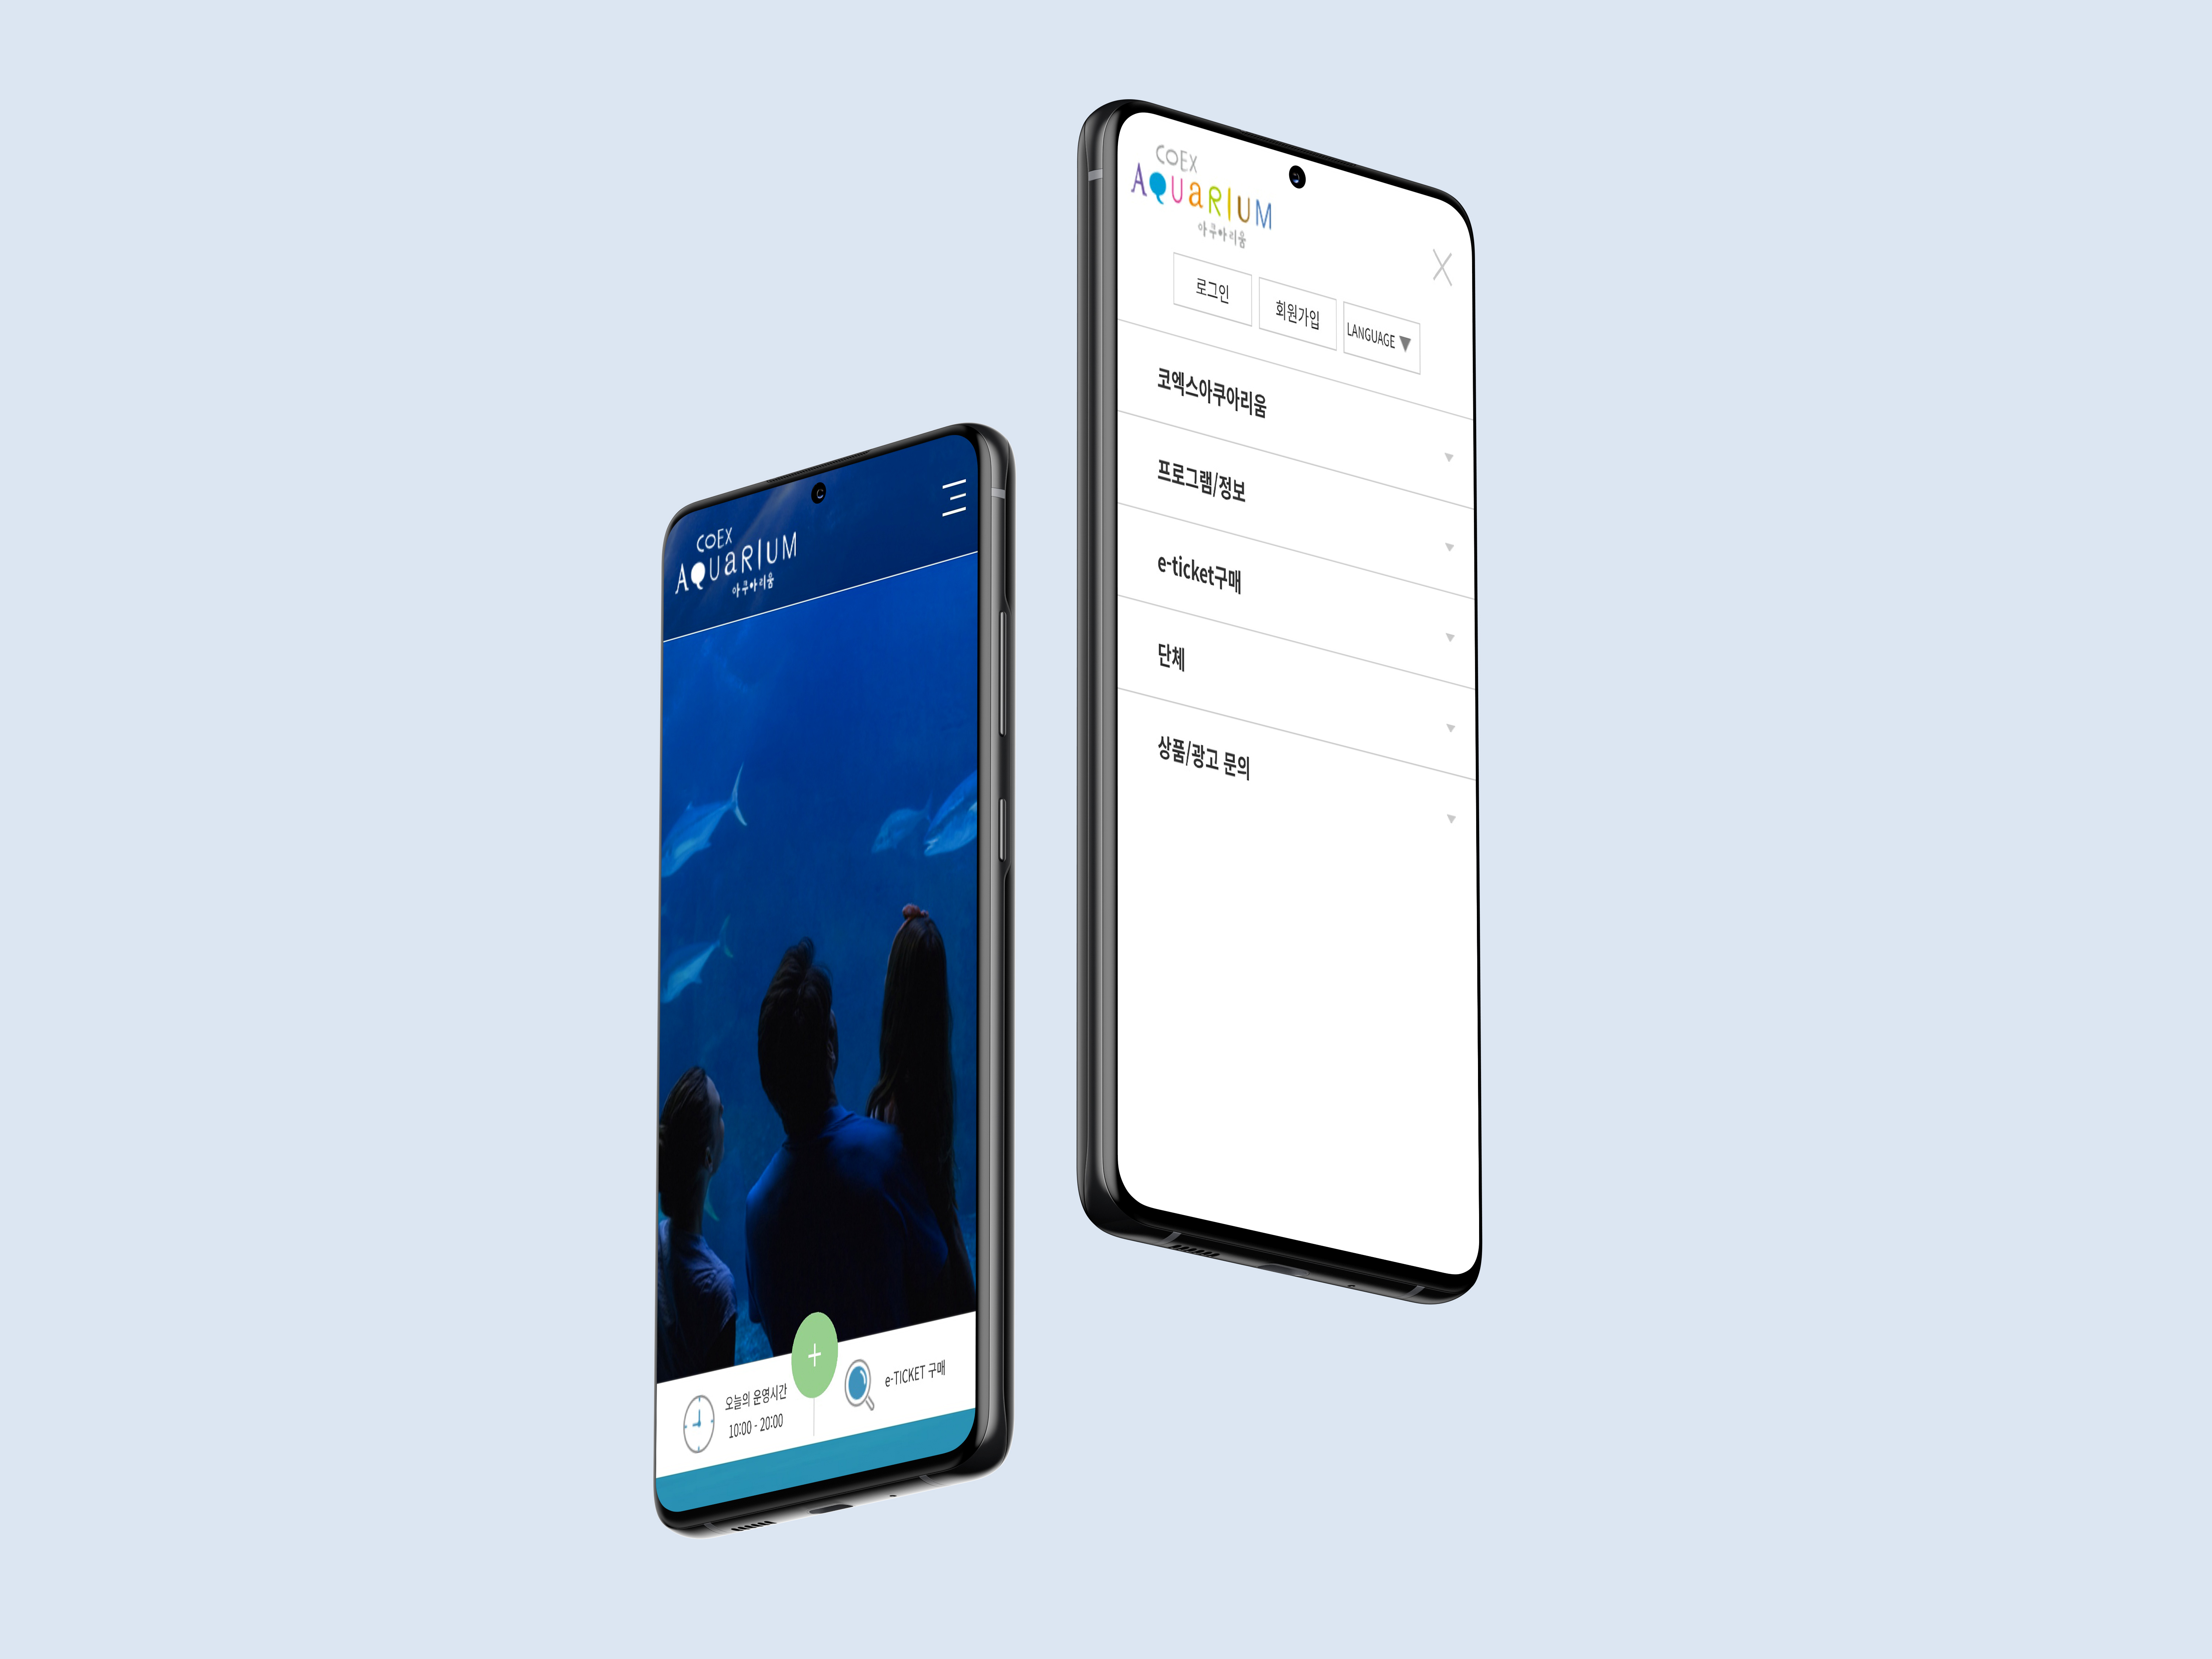 COEX
AQUaRIUM
아쿠아리움
오늘의 운영시간
10:00 - 20:00
e-TICKET 구매
COEX
AQUaRIUM
아쿠아리움
로그인
회원가입
LANGUAGE ▼
코엑스아쿠아리움
프로그램/정보
e-ticket구매
단체
상품/광고 문의